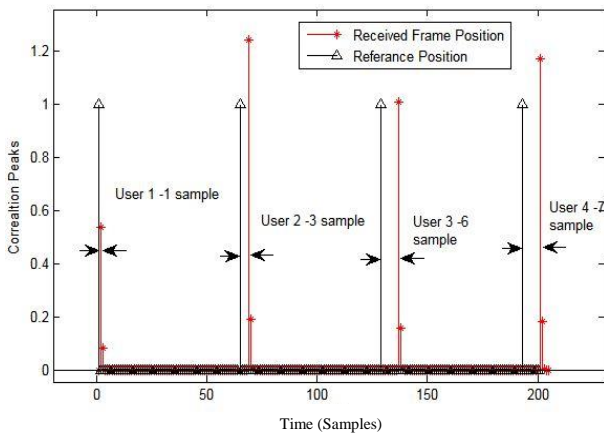 Received Frame Position
Referance Position
1.2
1
0.8
0.6
0.4
0.2
0
Correaltion Peaks
User 1 -1 sample
User 2 -3 sample
User 3 -6
sample
User 4 -7
sample
0 50 100 150 200
Time (Samples)